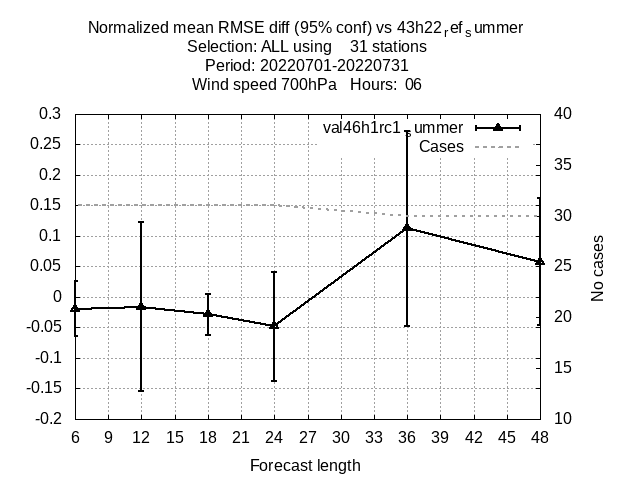 Normalized mean RMSE diff (95% conf) vs 43h22ref summer
Selection: ALL using 31 stations
Period: 20220701-20220731
Wind speed 700hPa Hours: 06
val46h1rc1summer
Cases
0.3
0.25
0.2
0.15
0.1
0.05
0
-0.05
-0.1
-0.15
-0.2
40
35
30
25
20
15
10
No cases
6 9 12 15 18 21 24 27 30 33 36 39 42 45 48
Forecast length